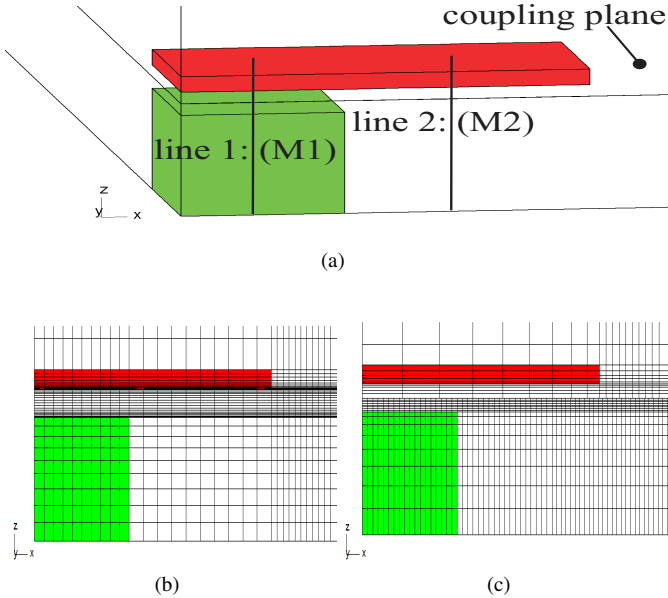 coupling plane
line 2: (M2)
line 1: (M1)
z
y x
(a)
z
y x
z
y x
(b) (c)